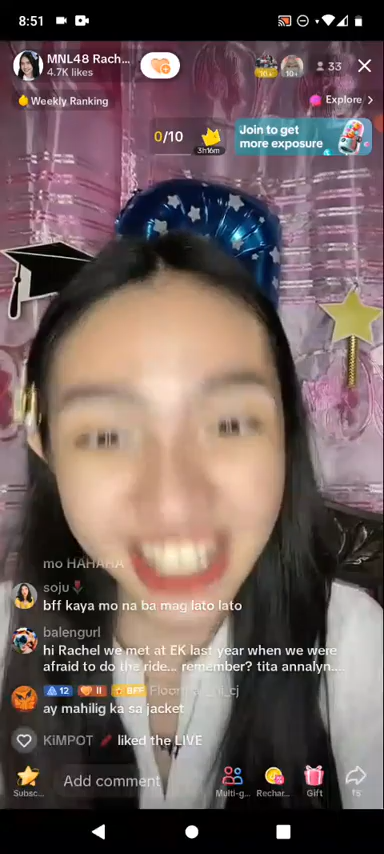 8:51
MNL48 Rach...
4.7K likes
30+
10+
33
Weekly Ranking
Explore
0/10
3h16m
Join to get
more exposure
mo HAHAHA
soju
bff kaya mo na ba mag lato lato
balengurl
hi Rachel we met at EK last year when we were
afraid to do the ride... remember? tita annalyn....
12 II BFF
ay mahilig ka sa jacket
KiMPOT liked the LIVE
Subsc...
Add comment
Multi-g...
Rechar...
Gift